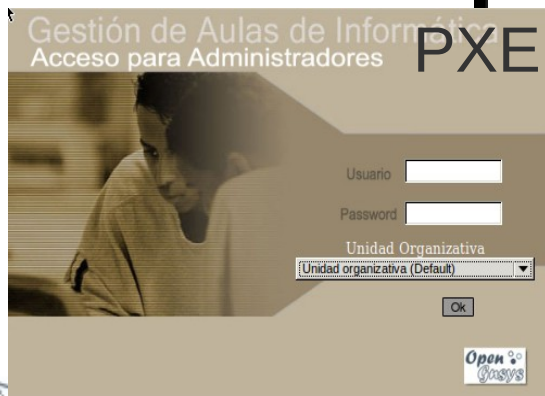 Gestión de Aulas de Informática
PXE
Acceso para Administradores
Usuario
Password
Unidad Organizativa
Unidad organizativa (Default)
Ok
Open
Gnsys